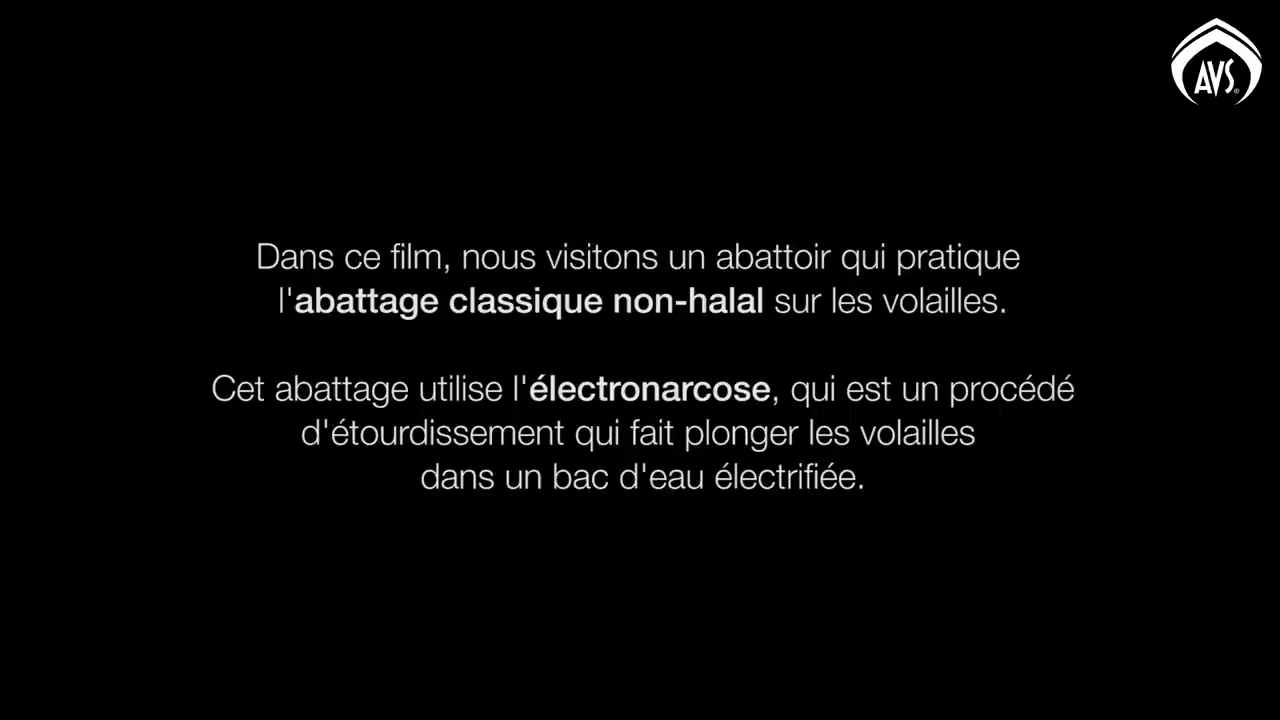 AVS
Dans ce film, nous visitons un abattoir qui pratique
l'abattage classique non-halal sur les volailles.
Cet abattage utilise l'électronarcose, qui est un procédé
d'étourdissement qui fait plonger les volailles
dans un bac d'eau électrifiée.